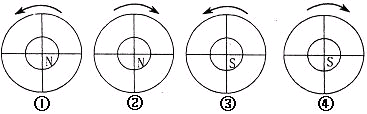 N N S S
① ② ③ ④